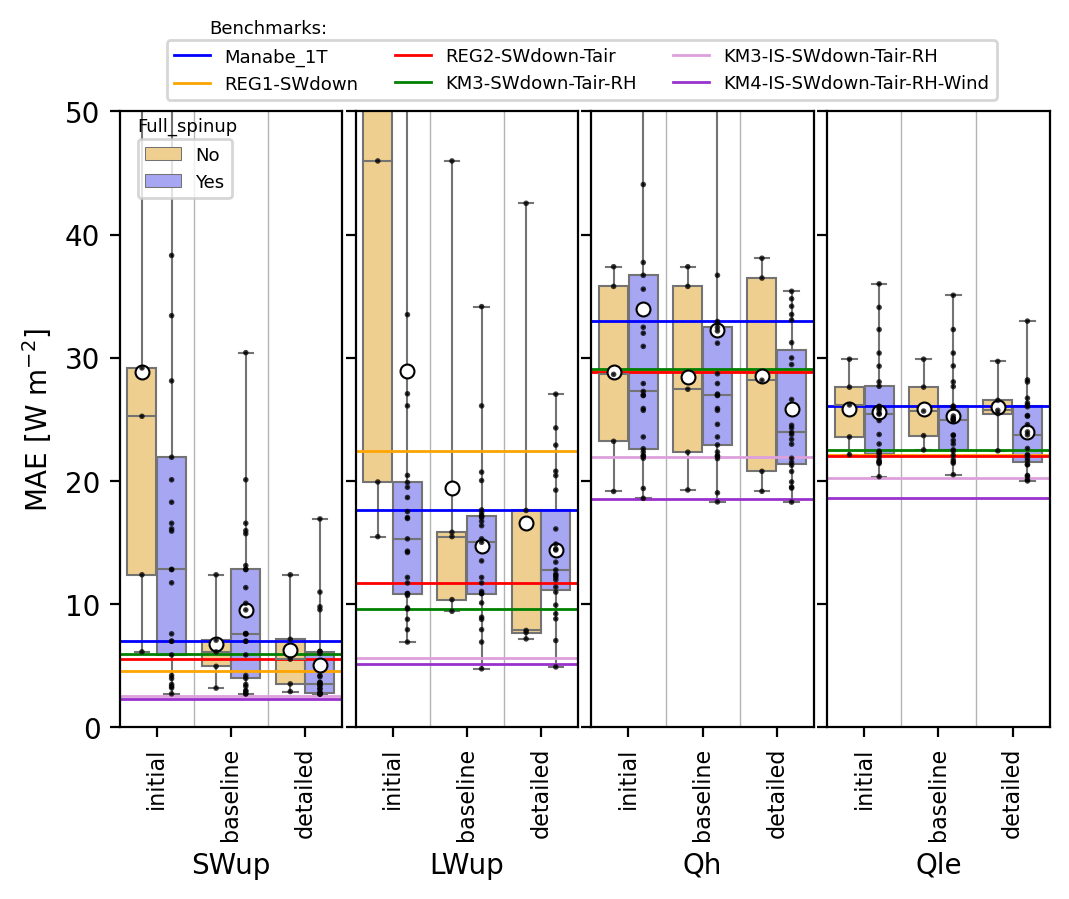 Benchmarks:
Manabe_1T REG2-SWdown-Tair KM3-IS-SWdown-Tair-RH
REG1-SWdown KM3-SWdown-Tair-RH KM4-IS-SWdown-Tair-RH-Wind
Full_spinup
No
Yes
50
40
30
20
10
0
MAE [W m⁻²]
initial baseline detailed initial baseline detailed initial baseline detailed initial baseline detailed
SWup LWup Qh Qle